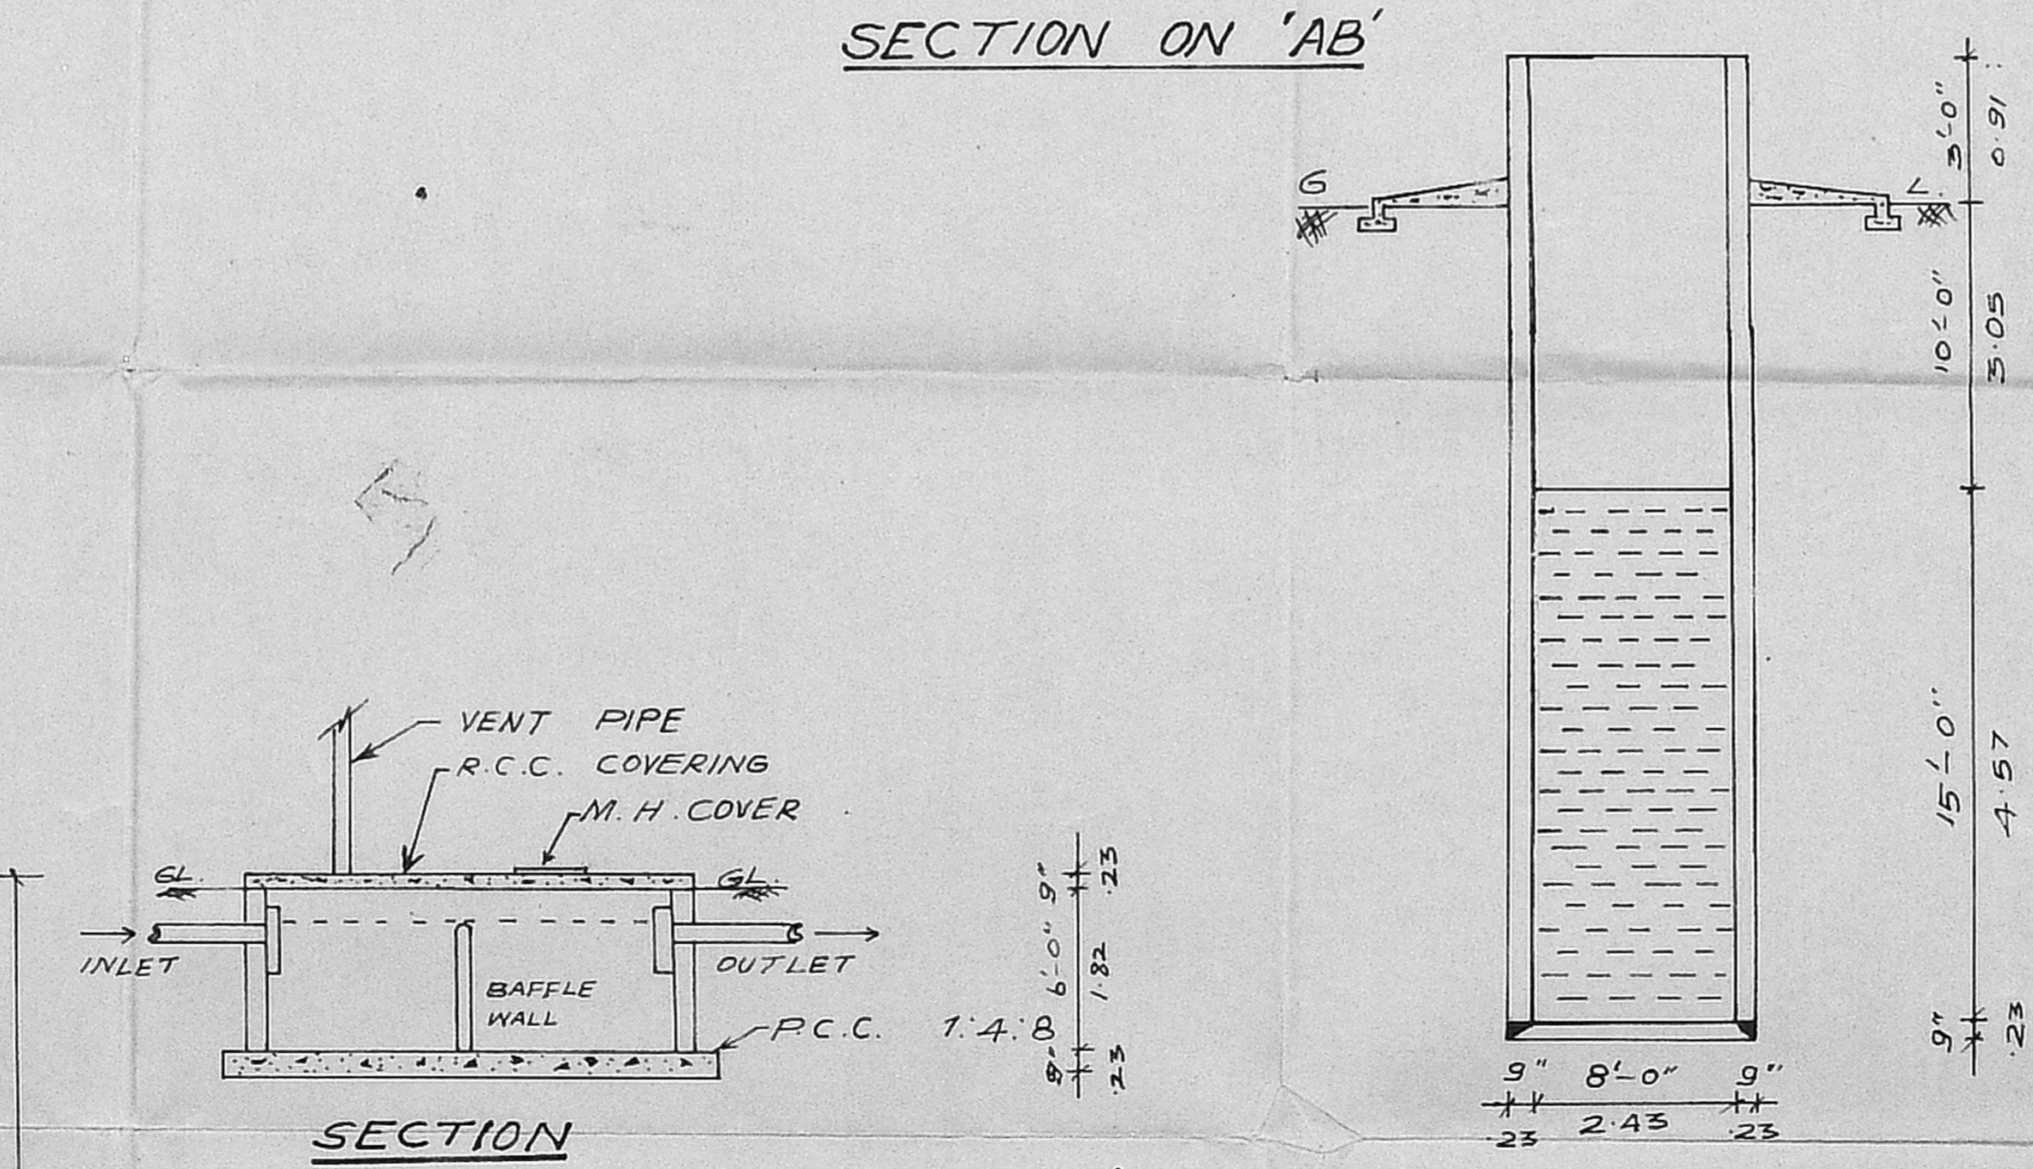 SECTION ON 'AB'
3'-0"
0.91
G
L
10'-0"
3.05
15'-0"
4.57
9"
.23
9" 8'-0" 9"
.23 2.43 .23
VENT PIPE
R.C.C. COVERING
M.H. COVER
GL.
GL.
INLET
OUTLET
BAFFLE
WALL
P.C.C. 1:4:8
9"
.23
6'-0"
1.82
9"
.23
SECTION